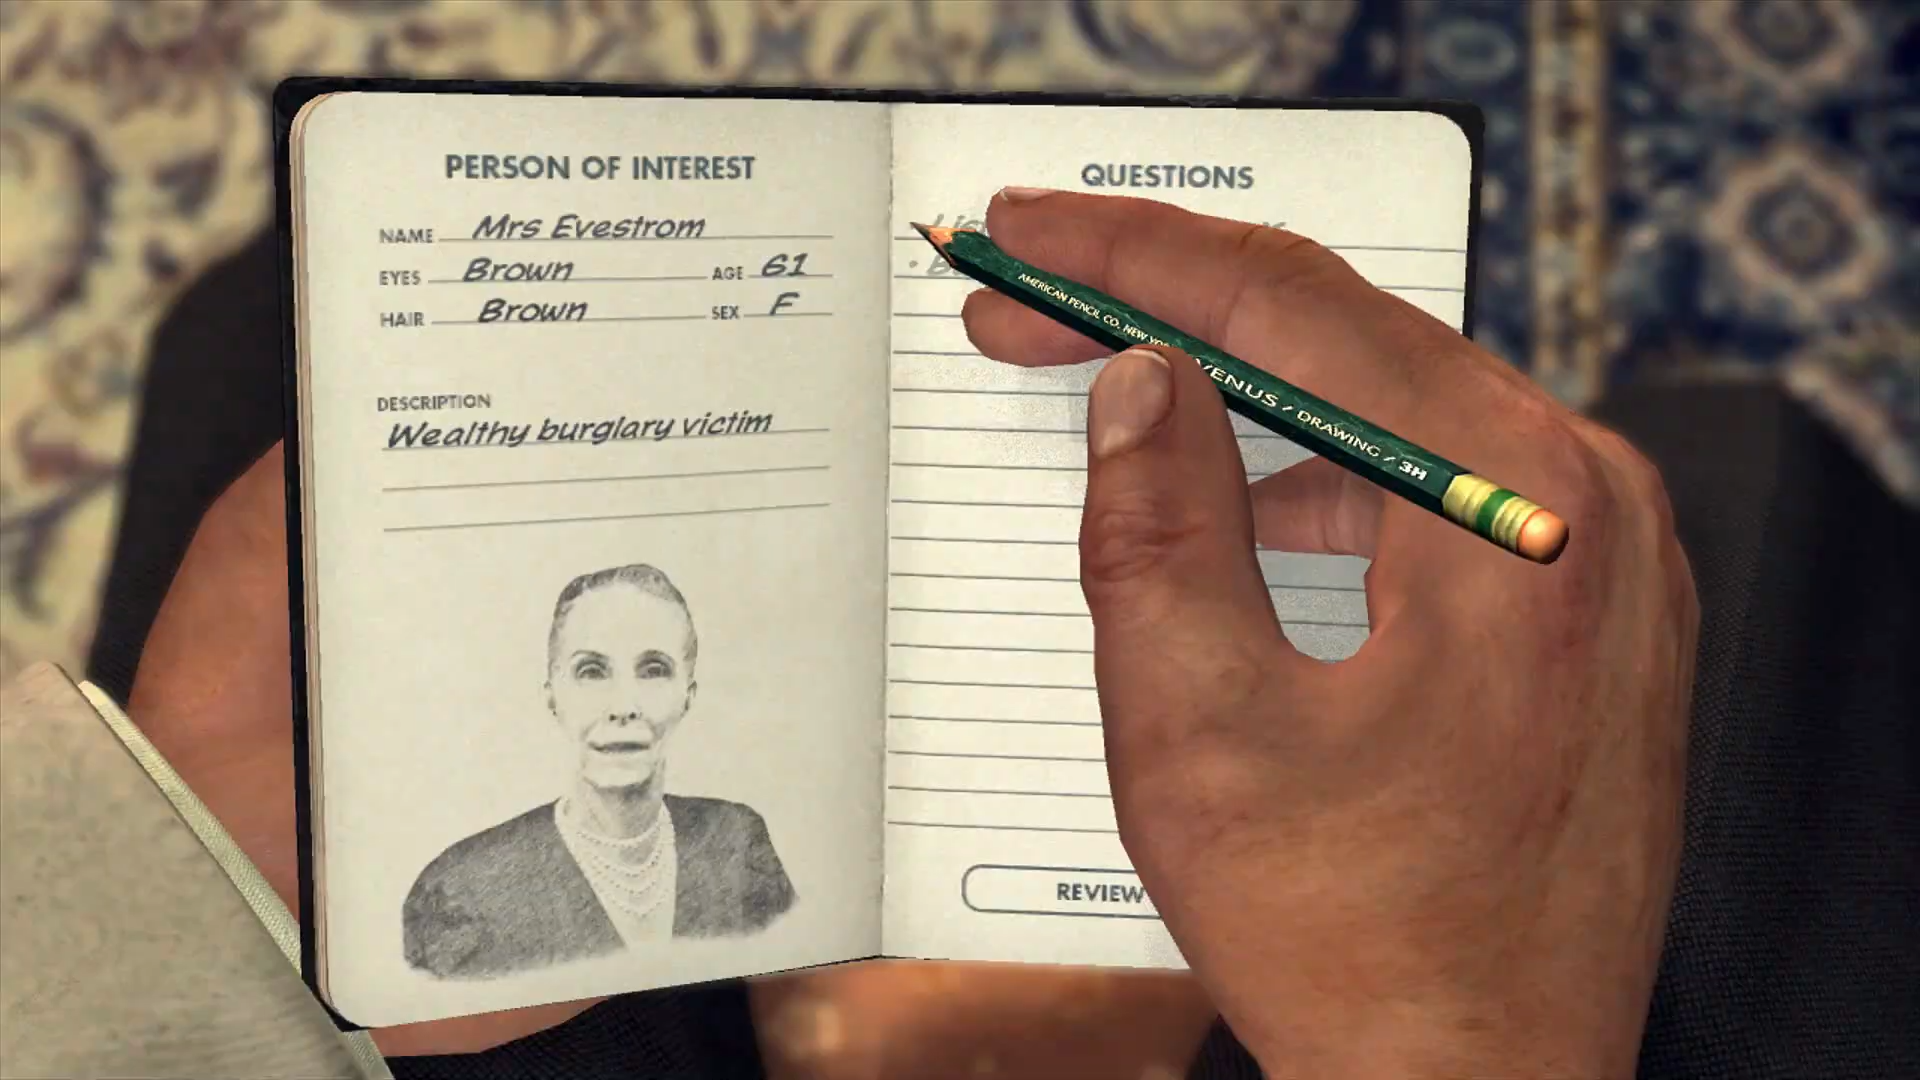 PERSON OF INTEREST
NAME Mrs Evestrom
EYES Brown AGE 61
HAIR Brown SEX F
DESCRIPTION
Wealthy burglary victim
QUESTIONS
AMERICAN PENCIL CO. NEW
VENUS / DRAWING / 3H
REVIEW